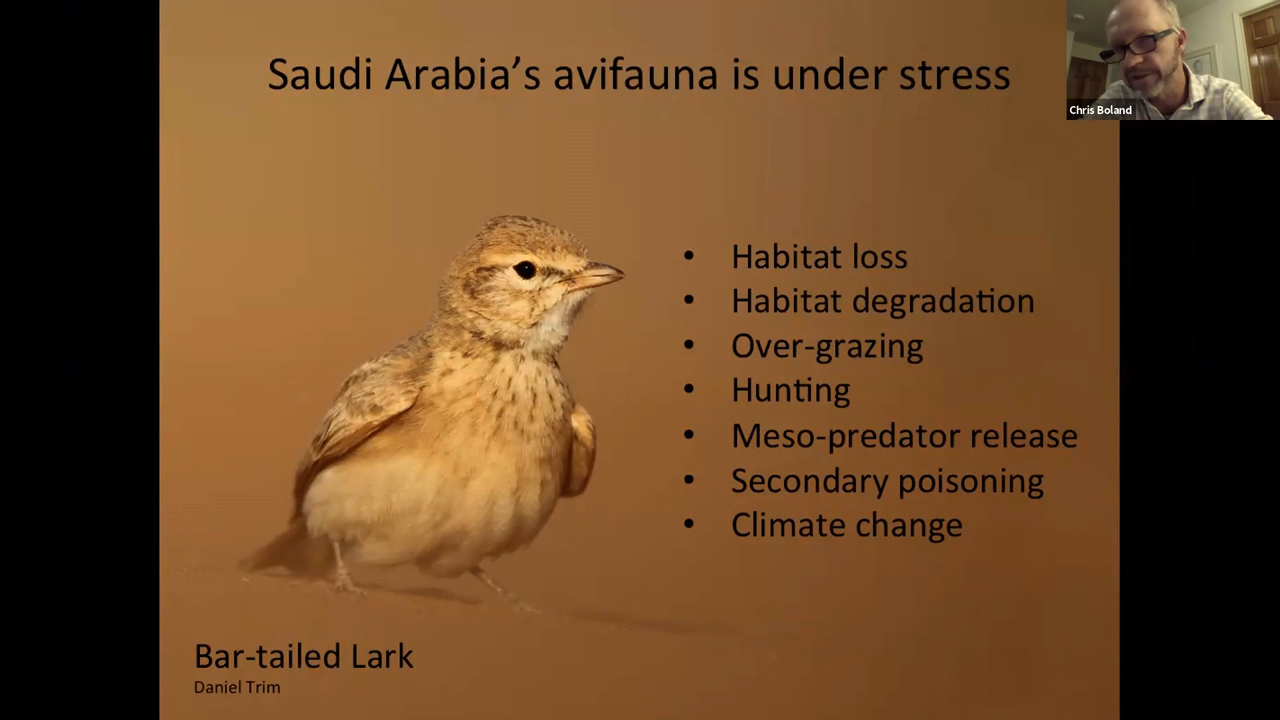 Saudi Arabia’s avifauna is under stress
Chris Boland
• Habitat loss
• Habitat degradation
• Over-grazing
• Hunting
• Meso-predator release
• Secondary poisoning
• Climate change
Bar-tailed Lark
Daniel Trim